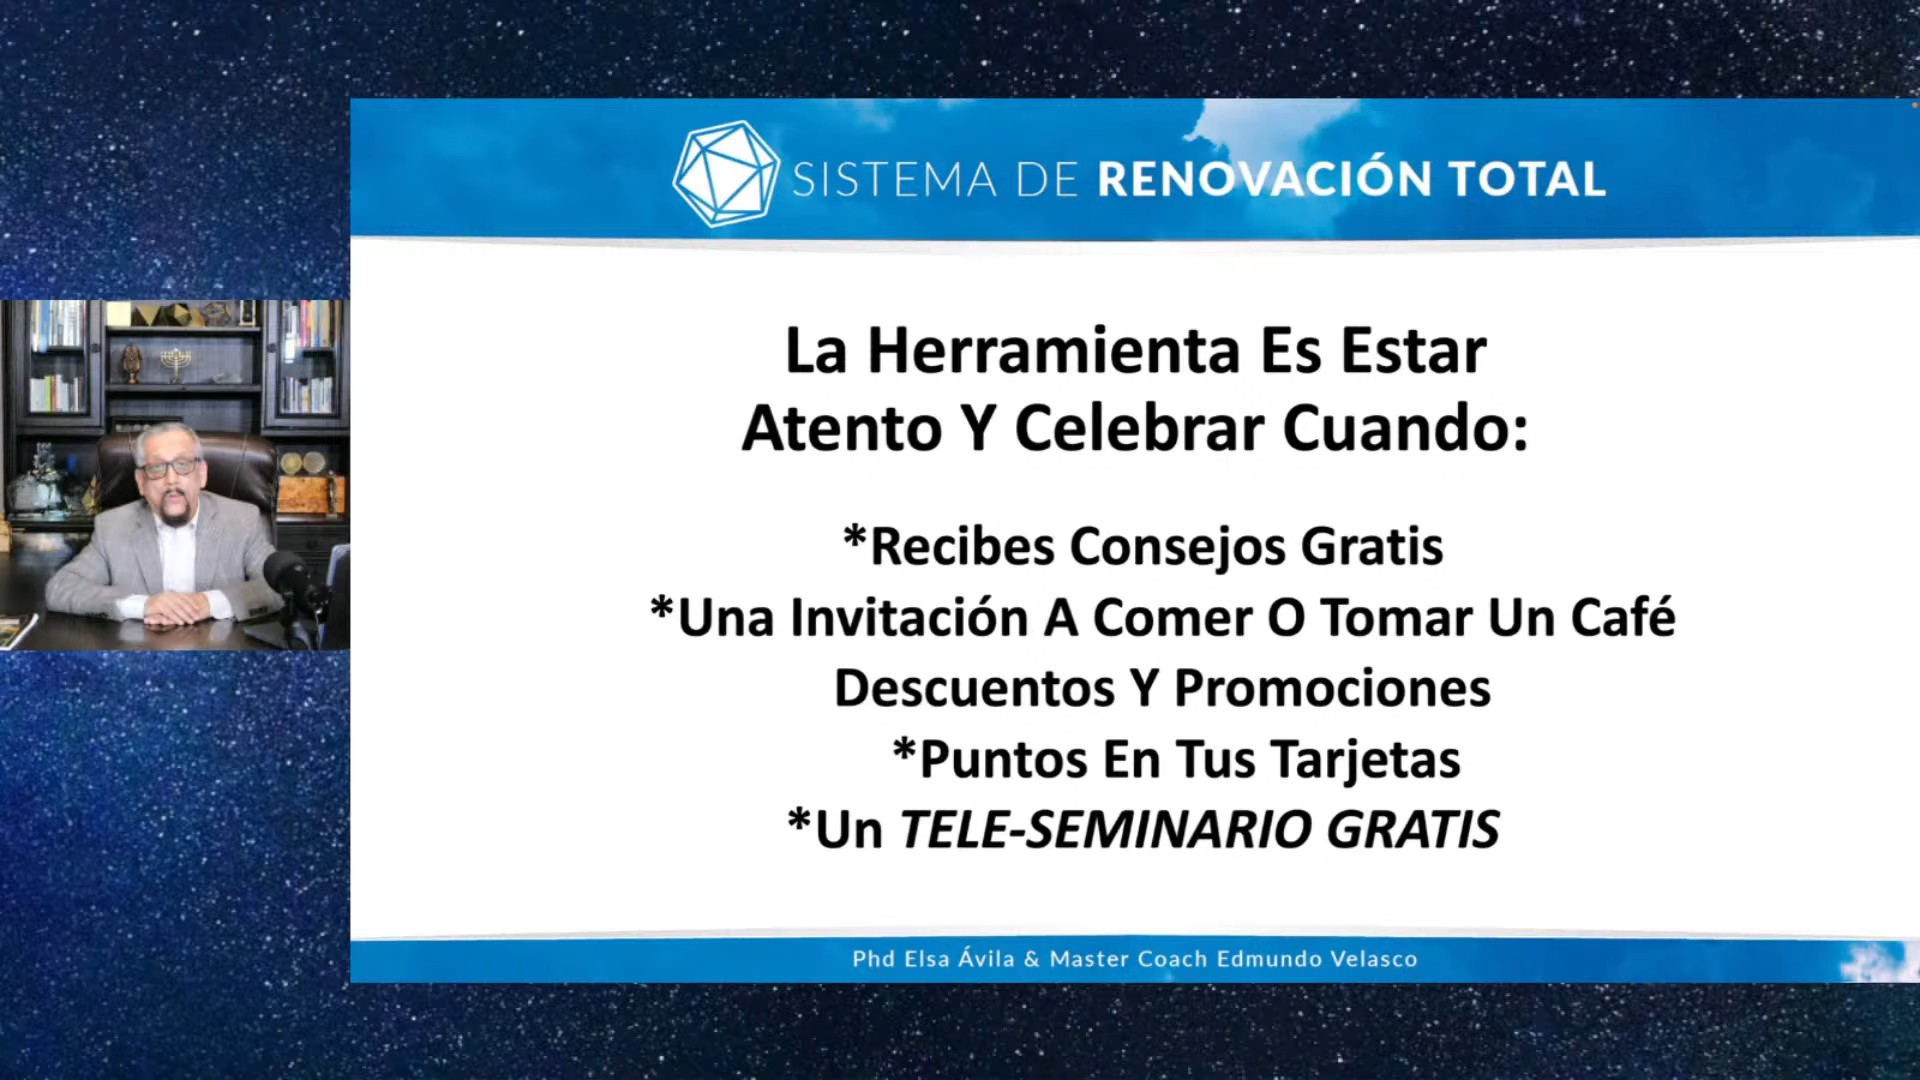 SISTEMA DE RENOVACIÓN TOTAL
La Herramienta Es Estar
Atento Y Celebrar Cuando:
*Recibes Consejos Gratis
*Una Invitación A Comer O Tomar Un Café
Descuentos Y Promociones
*Puntos En Tus Tarjetas
*Un TELE-SEMINARIO GRATIS
Phd Elsa Ávila & Master Coach Edmundo Velasco